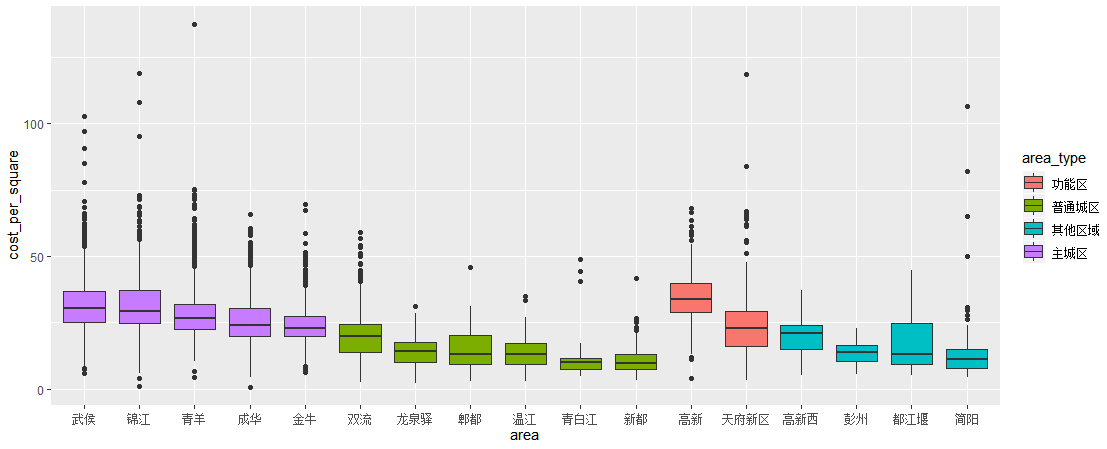 cost_per_square
100
50
0
武侯 锦江 青羊 成华 金牛 双流 龙泉驿 郫都 温江 青白江 新都 高新 天府新区 高新西 彭州 都江堰 简阳
area
area_type
功能区
普通城区
其他区域
主城区